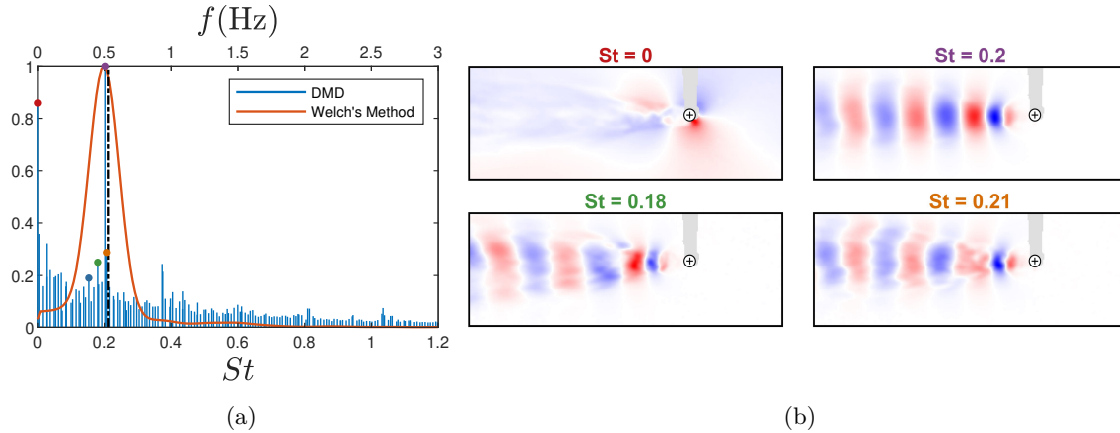 f(Hz)
0 0.5 1 1.5 2 2.5 3
1
0.8
0.6
0.4
0.2
0
DMD
Welch's Method
0 0.2 0.4 0.6 0.8 1 1.2
St
(a)
St = 0
St = 0.2
St = 0.18
St = 0.21
(b)